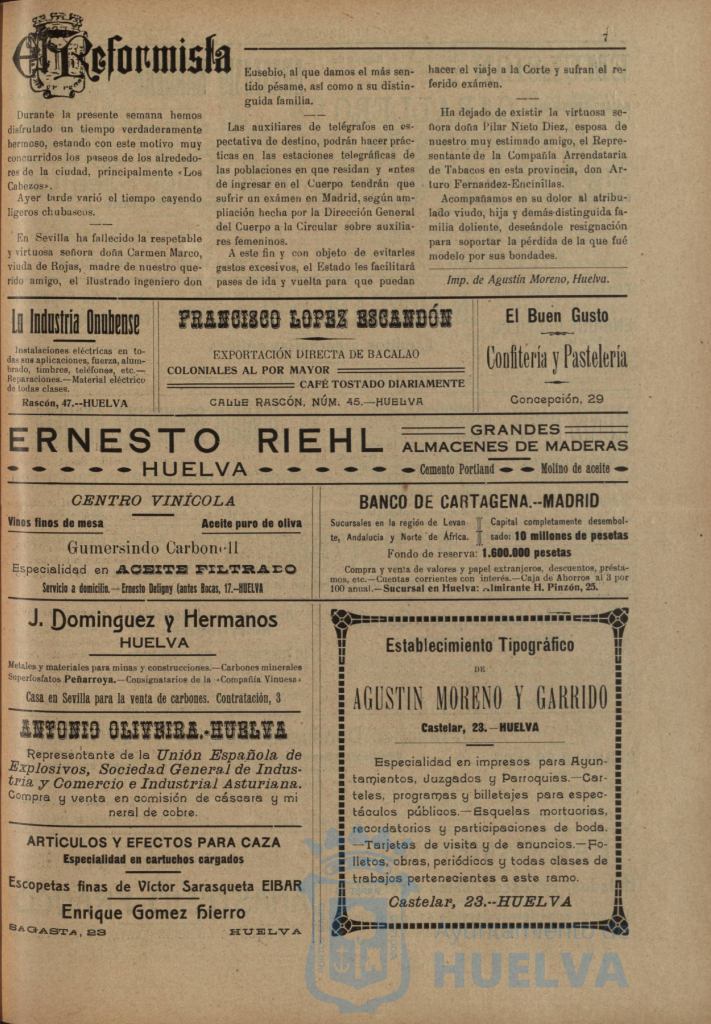 El Reformista
7
Durante la presente semana hemos
disfrutado un tiempo verdaderamente
hermoso, estando con este motivo muy
concurridos los paseos de los alrededo-
res de la ciudad, principalmente «Los
Cabezos».
Ayer tarde varió el tiempo cayendo
ligeros chubascos.
En Sevilla ha fallecido la respetable
y virtuosa señora doña Carmen Marco,
viuda de Rojas, madre de nuestro que-
rido amigo, el ilustrado ingeniero don
Eusebio, al que damos el más sen-
tido pésame, así como a su distin-
guida familia.
Las auxiliares de telégrafos en es-
pectativa de destino, podrán hacer prác-
ticas en las estaciones telegráficas de
las poblaciones en que residan y antes
de ingresar en el Cuerpo tendrán que
sufrir un exámen en Madrid, según am-
pliación hecha por la Dirección General
del Cuerpo a la Circular sobre auxilia-
res femeninos.
A este fin y con objeto de evitarles
gastos excesivos, el Estado les facilitará
pases de ida y vuelta para que puedan
hacer el viaje a la Corte y sufran el re-
ferido exámen.
Ha dejado de existir la virtuosa se-
ñora doña Pilar Nieto Diez, esposa de
nuestro muy estimado amigo, el Repre-
sentante de la Compañía Arrendataria
de Tabacos en esta provincia, don Ar-
turo Fernández-Encinillas.
Acompañamos en su dolor al atribu-
lado viudo, hija y demás distinguida fa-
milia doliente, deseándole resignación
para soportar la pérdida de la que fué
modelo por sus bondades.
Imp. de Agustín Moreno, Huelva.
La Industria Onubense
Instalaciones eléctricas en to-
das sus aplicaciones, fuerza, alum-
brado, timbres, teléfonos, etc.—
Reparaciones.—Material eléctrico
de todas clases.
Rascón, 47.—HUELVA
FRANCISCO LOPEZ ESCANDÓN
EXPORTACIÓN DIRECTA DE BACALAO
COLONIALES AL POR MAYOR
CAFÉ TOSTADO DIARIAMENTE
CALLE RASCÓN, NÚM. 45.—HUELVA
El Buen Gusto
Confitería y Pastelería
Concepción, 29
ERNESTO RIEHL
HUELVA
GRANDES
ALMACENES DE MADERAS
Cemento Portland
Molino de aceite
CENTRO VINÍCOLA
Vinos finos de mesa Aceite puro de oliva
Gumersindo Carbonell
Especialidad en ACEITE FILTRADO
Servicio a domicilio.—Ernesto Deligny (antes Bocas, 17.—HUELVA
BANCO DE CARTAGENA.--MADRID
Sucursales en la región de Levan
te, Andalucía y Norte de África.
Capital completamente desembol-
sado: 10 millones de pesetas
Fondo de reserva: 1.600.000 pesetas
Compra y venta de valores y papel extranjeros, descuentos, présta-
mos, etc.—Cuentas corrientes con interés.—Caja de Ahorros al 3 por
100 anual.—Sucursal en Huelva: Almirante H. Pinzón, 25.
J. Dominguez y Hermanos
HUELVA
Metales y materiales para minas y construcciones.—Carbones minerales
Superfosfatos Peñarroya.—Consignatarios de la «Compañía Vinuesa»
Casa en Sevilla para la venta de carbones. Contratación, 3
ANTONIO OLIVEIRA.-HUELVA
Representante de la Unión Española de
Explosivos, Sociedad General de Indus-
tria y Comercio e Industrial Asturiana.
Compra y venta en comisión de cáscara y mi
neral de cobre.
ARTÍCULOS Y EFECTOS PARA CAZA
Especialidad en cartuchos cargados
Escopetas finas de Victor Sarasqueta EIBAR
Enrique Gomez Hierro
SAGASTA, 23 HUELVA
Establecimiento Tipográfico
DE
AGUSTIN MORENO Y GARRIDO
Castelar, 23.—HUELVA
Especialidad en impresos para Ayun-
tamientos, Juzgados y Parroquias.—Car-
teles, programas y billetajes para espec-
táculos públicos.—Esquelas mortuorias,
recordatorios y participaciones de boda.
—Tarjetas de visita y de anuncios.—Fo-
lletos, obras, periódicos y todas clases de
trabajos pertenecientes a este ramo.
Castelar, 23.--HUELVA
Ayuntamiento de
HUELVA